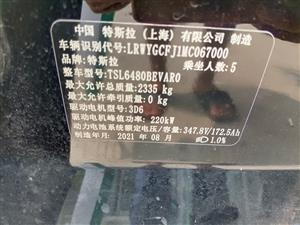 中国 特斯拉（上海）有限公司 制造
车辆识别代号:LRWYGCFJ1MC067000
品牌:特斯拉 乘坐人数:5
整车型号:TSL6480BEVAR0
最大允许总质量:2335 kg
最大允许牵引质量:0 kg
驱动电机型号:3D6
驱动电机峰值功率:220kW
动力电池系统额定电压/容量:347.8V/172.5Ah
制造年月:2021 年 08 月 1.0%